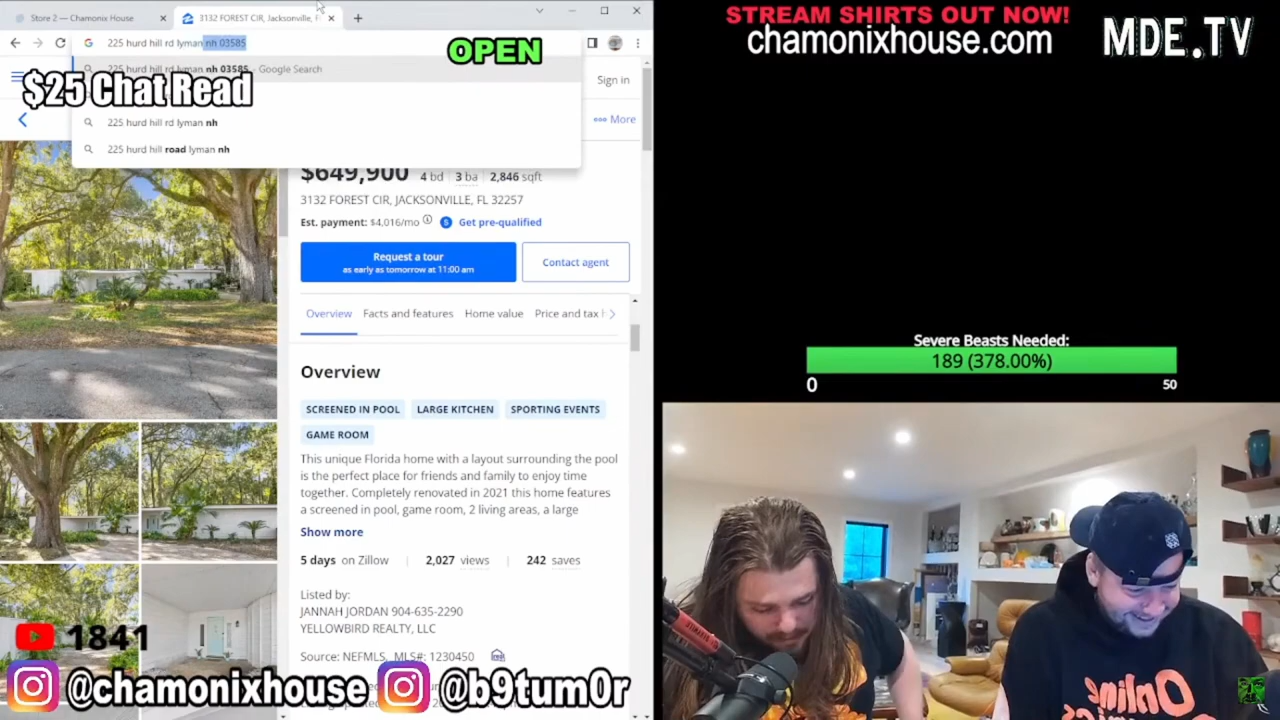 Store 2 — Chamonix House
3132 FOREST CIR, Jacksonville, F
225 hurd hill rd lyman nh 03585
225 hurd hill rd lyman nh 03585 - Google Search
225 hurd hill rd lyman nh
225 hurd hill road lyman nh
OPEN
$25 Chat Read
Sign in
More
$649,900 4 bd 3 ba 2,846 sqft
3132 FOREST CIR, JACKSONVILLE, FL 32257
Est. payment: $4,016/mo $ Get pre-qualified
Request a tour
as early as tomorrow at 11:00 am
Contact agent
Overview Facts and features Home value Price and tax h
Overview
SCREENED IN POOL LARGE KITCHEN SPORTING EVENTS
GAME ROOM
This unique Florida home with a layout surrounding the pool
is the perfect place for friends and family to enjoy time
together. Completely renovated in 2021 this home features
a screened in pool, game room, 2 living areas, a large
Show more
5 days on Zillow | 2,027 views | 242 saves
Listed by:
JANNAH JORDAN 904-635-2290
YELLOWBIRD REALTY, LLC
Source: NEFMLS, MLS#: 1230450
1841
@chamonixhouse @b9tum0r
STREAM SHIRTS OUT NOW!
chamonixhouse.com
MDE.TV
Severe Beasts Needed:
189 (378.00%)
0 50
Online